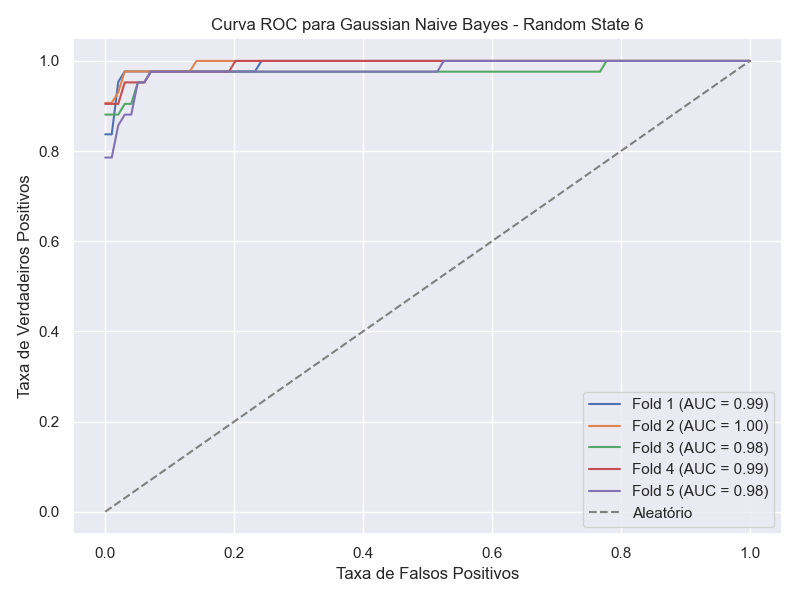 Curva ROC para Gaussian Naive Bayes - Random State 6
Taxa de Verdadeiros Positivos
1.0
0.8
0.6
0.4
0.2
0.0
0.0 0.2 0.4 0.6 0.8 1.0
Taxa de Falsos Positivos
Fold 1 (AUC = 0.99)
Fold 2 (AUC = 1.00)
Fold 3 (AUC = 0.98)
Fold 4 (AUC = 0.99)
Fold 5 (AUC = 0.98)
Aleatório